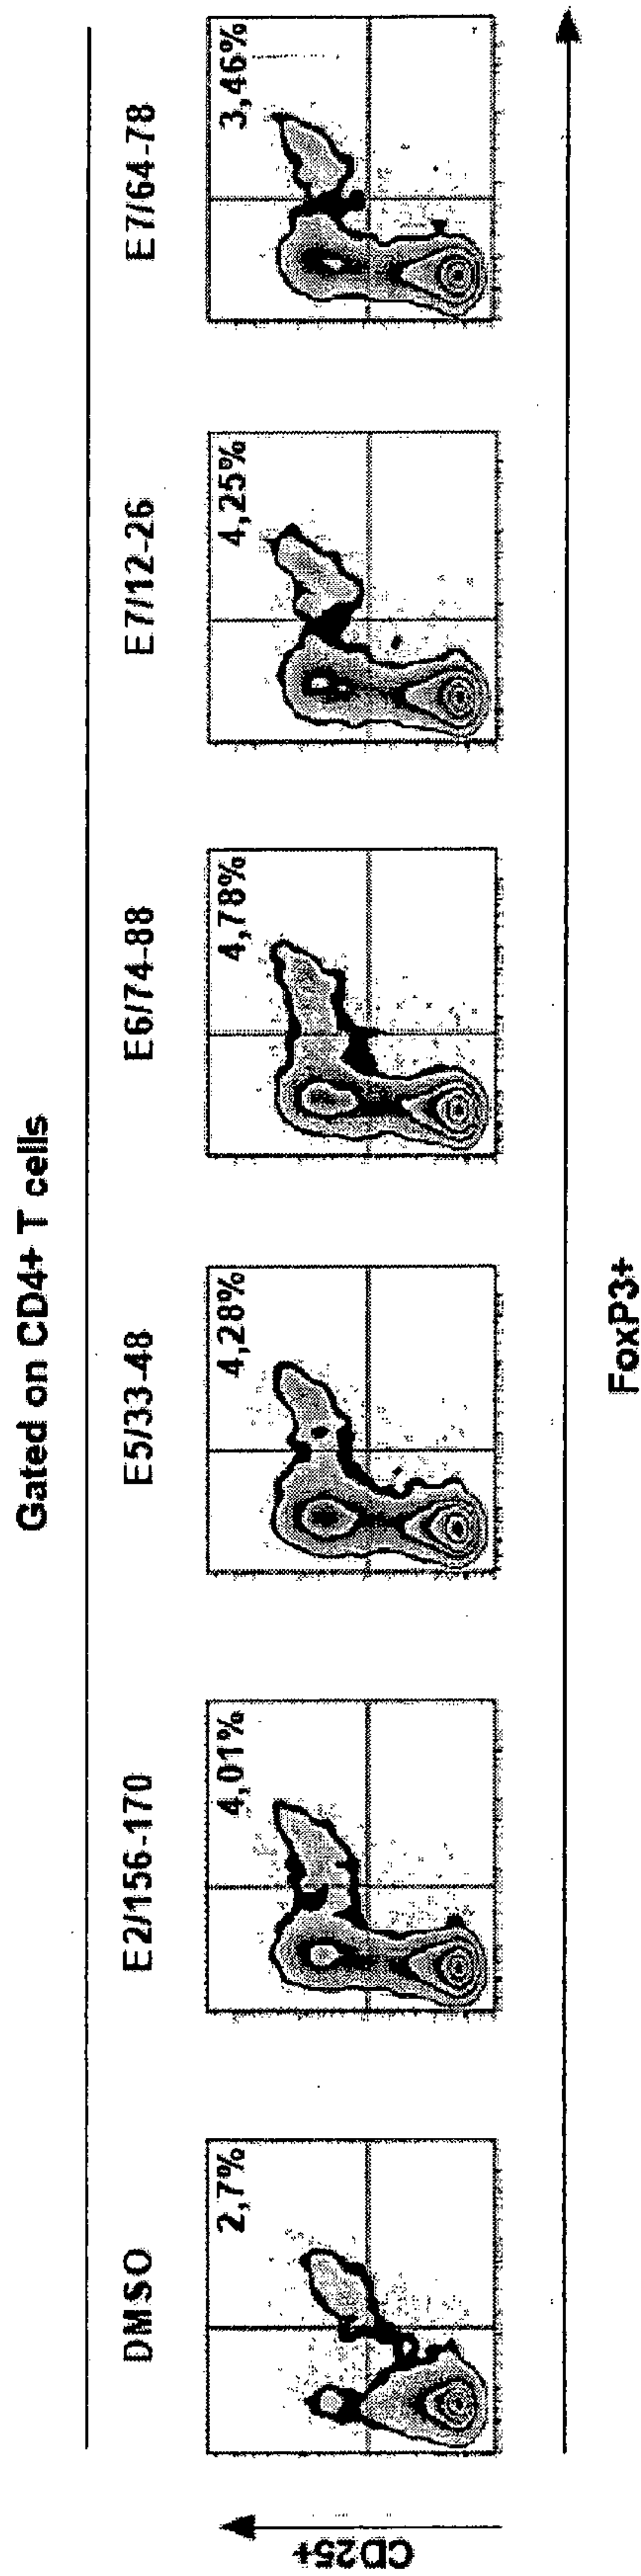 Gated on CD4+ T cells
DMSO
E2/156-170
E5/33-48
E6/74-88
E7/12-26
E7/64-78
2,7%
4,01%
4,28%
4,78%
4,25%
3,46%
CD25+
FoxP3+